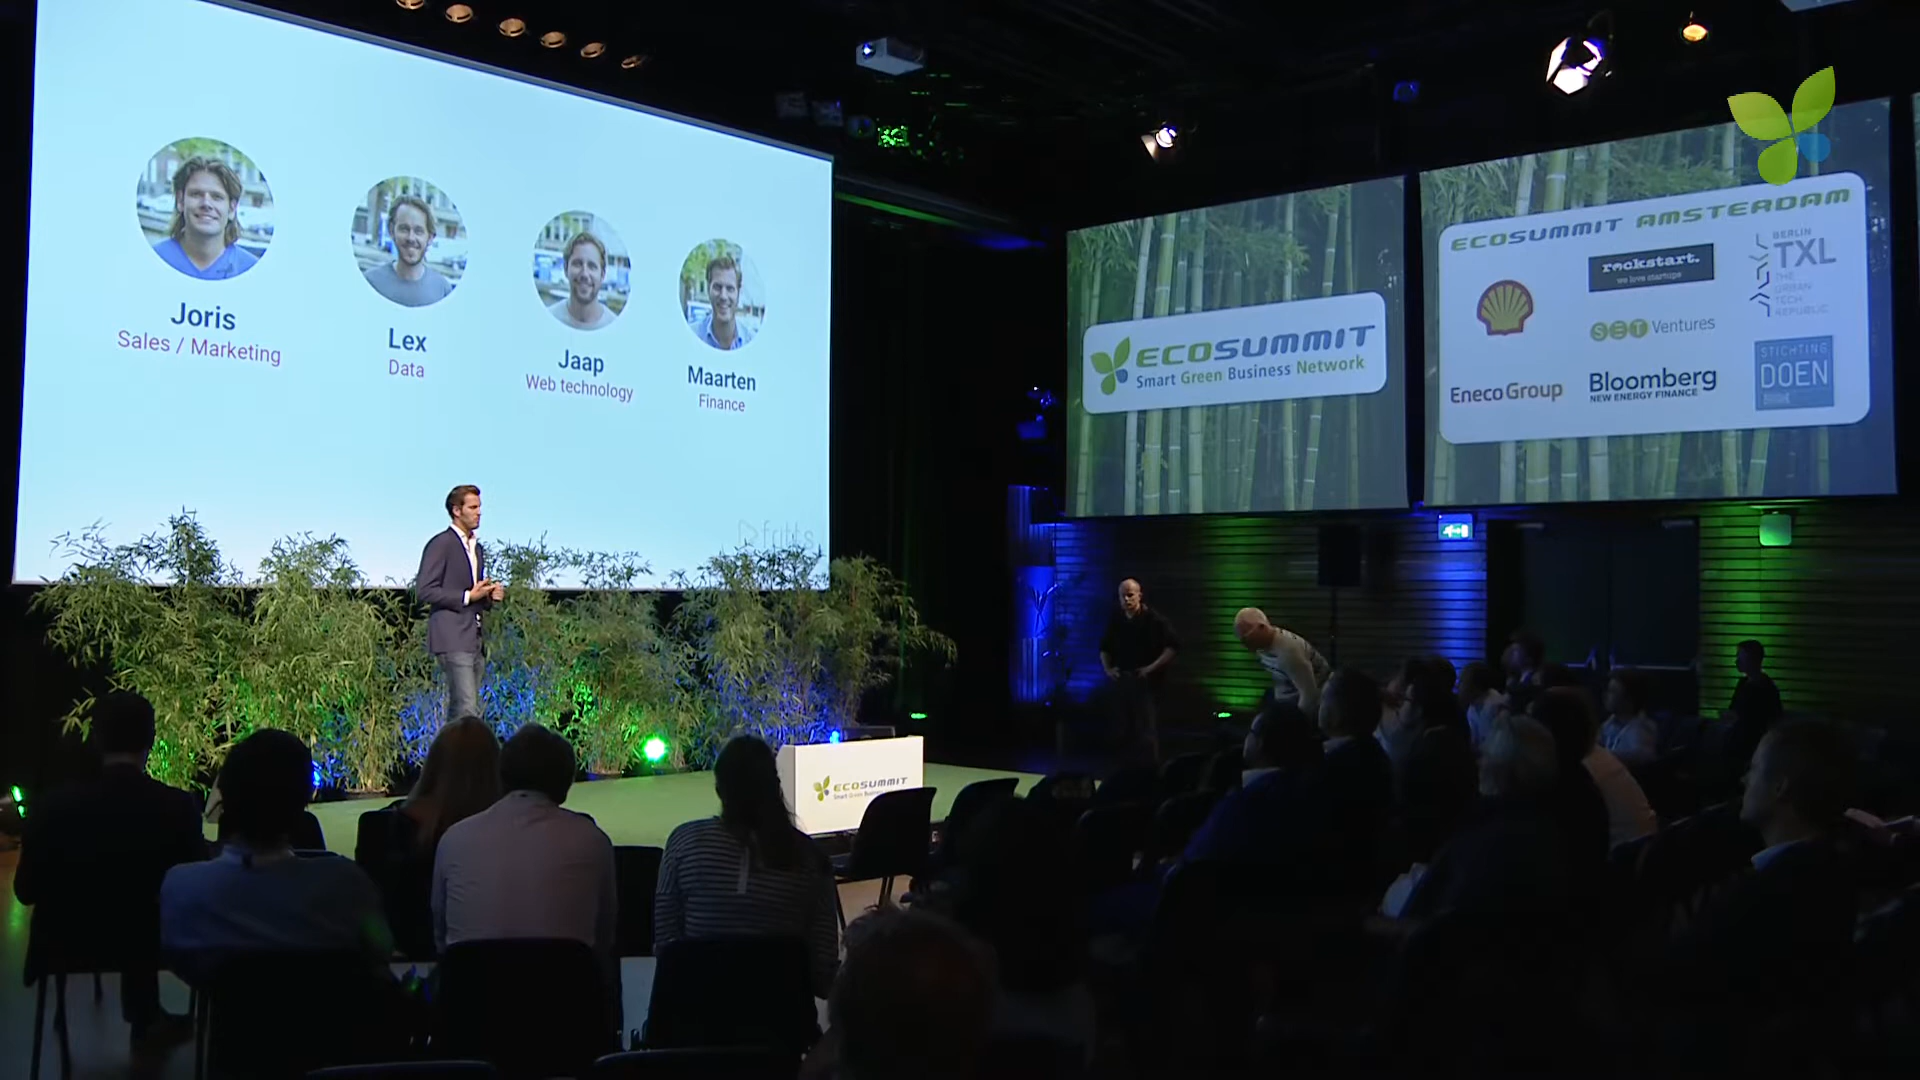 Joris
Sales / Marketing
Lex
Data
Jaap
Web technology
Maarten
Finance
ECOSUMMIT
Smart Green Business Network
ECOSUMMIT AMSTERDAM
rockstart.
we love startups
BERLIN
TXL
THE
URBAN
TECH
REPUBLIC
SET Ventures
Eneco Group
Bloomberg
NEW ENERGY FINANCE
STICHTING
DOEN
ECOSUMMIT
Smart Green